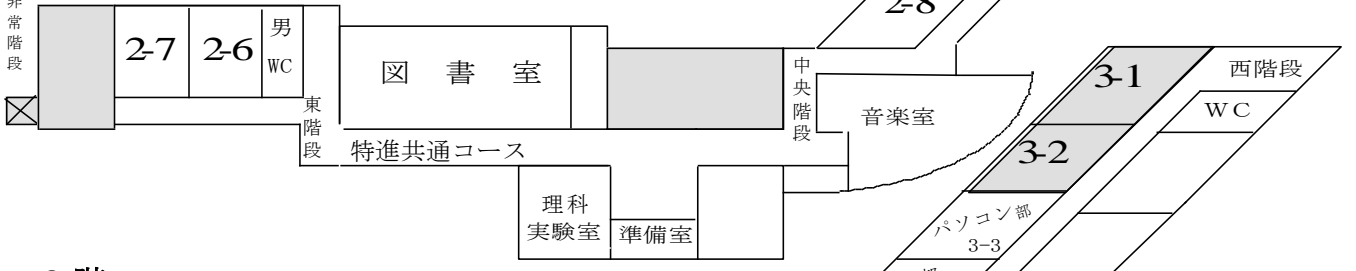 非常階段
2-7
2-6
男
WC
図書室
東階段
特進共通コース
理科
実験室
準備室
中央階段
2-8
音楽室
3-1
西階段
WC
3-2
パソコン部
3-3